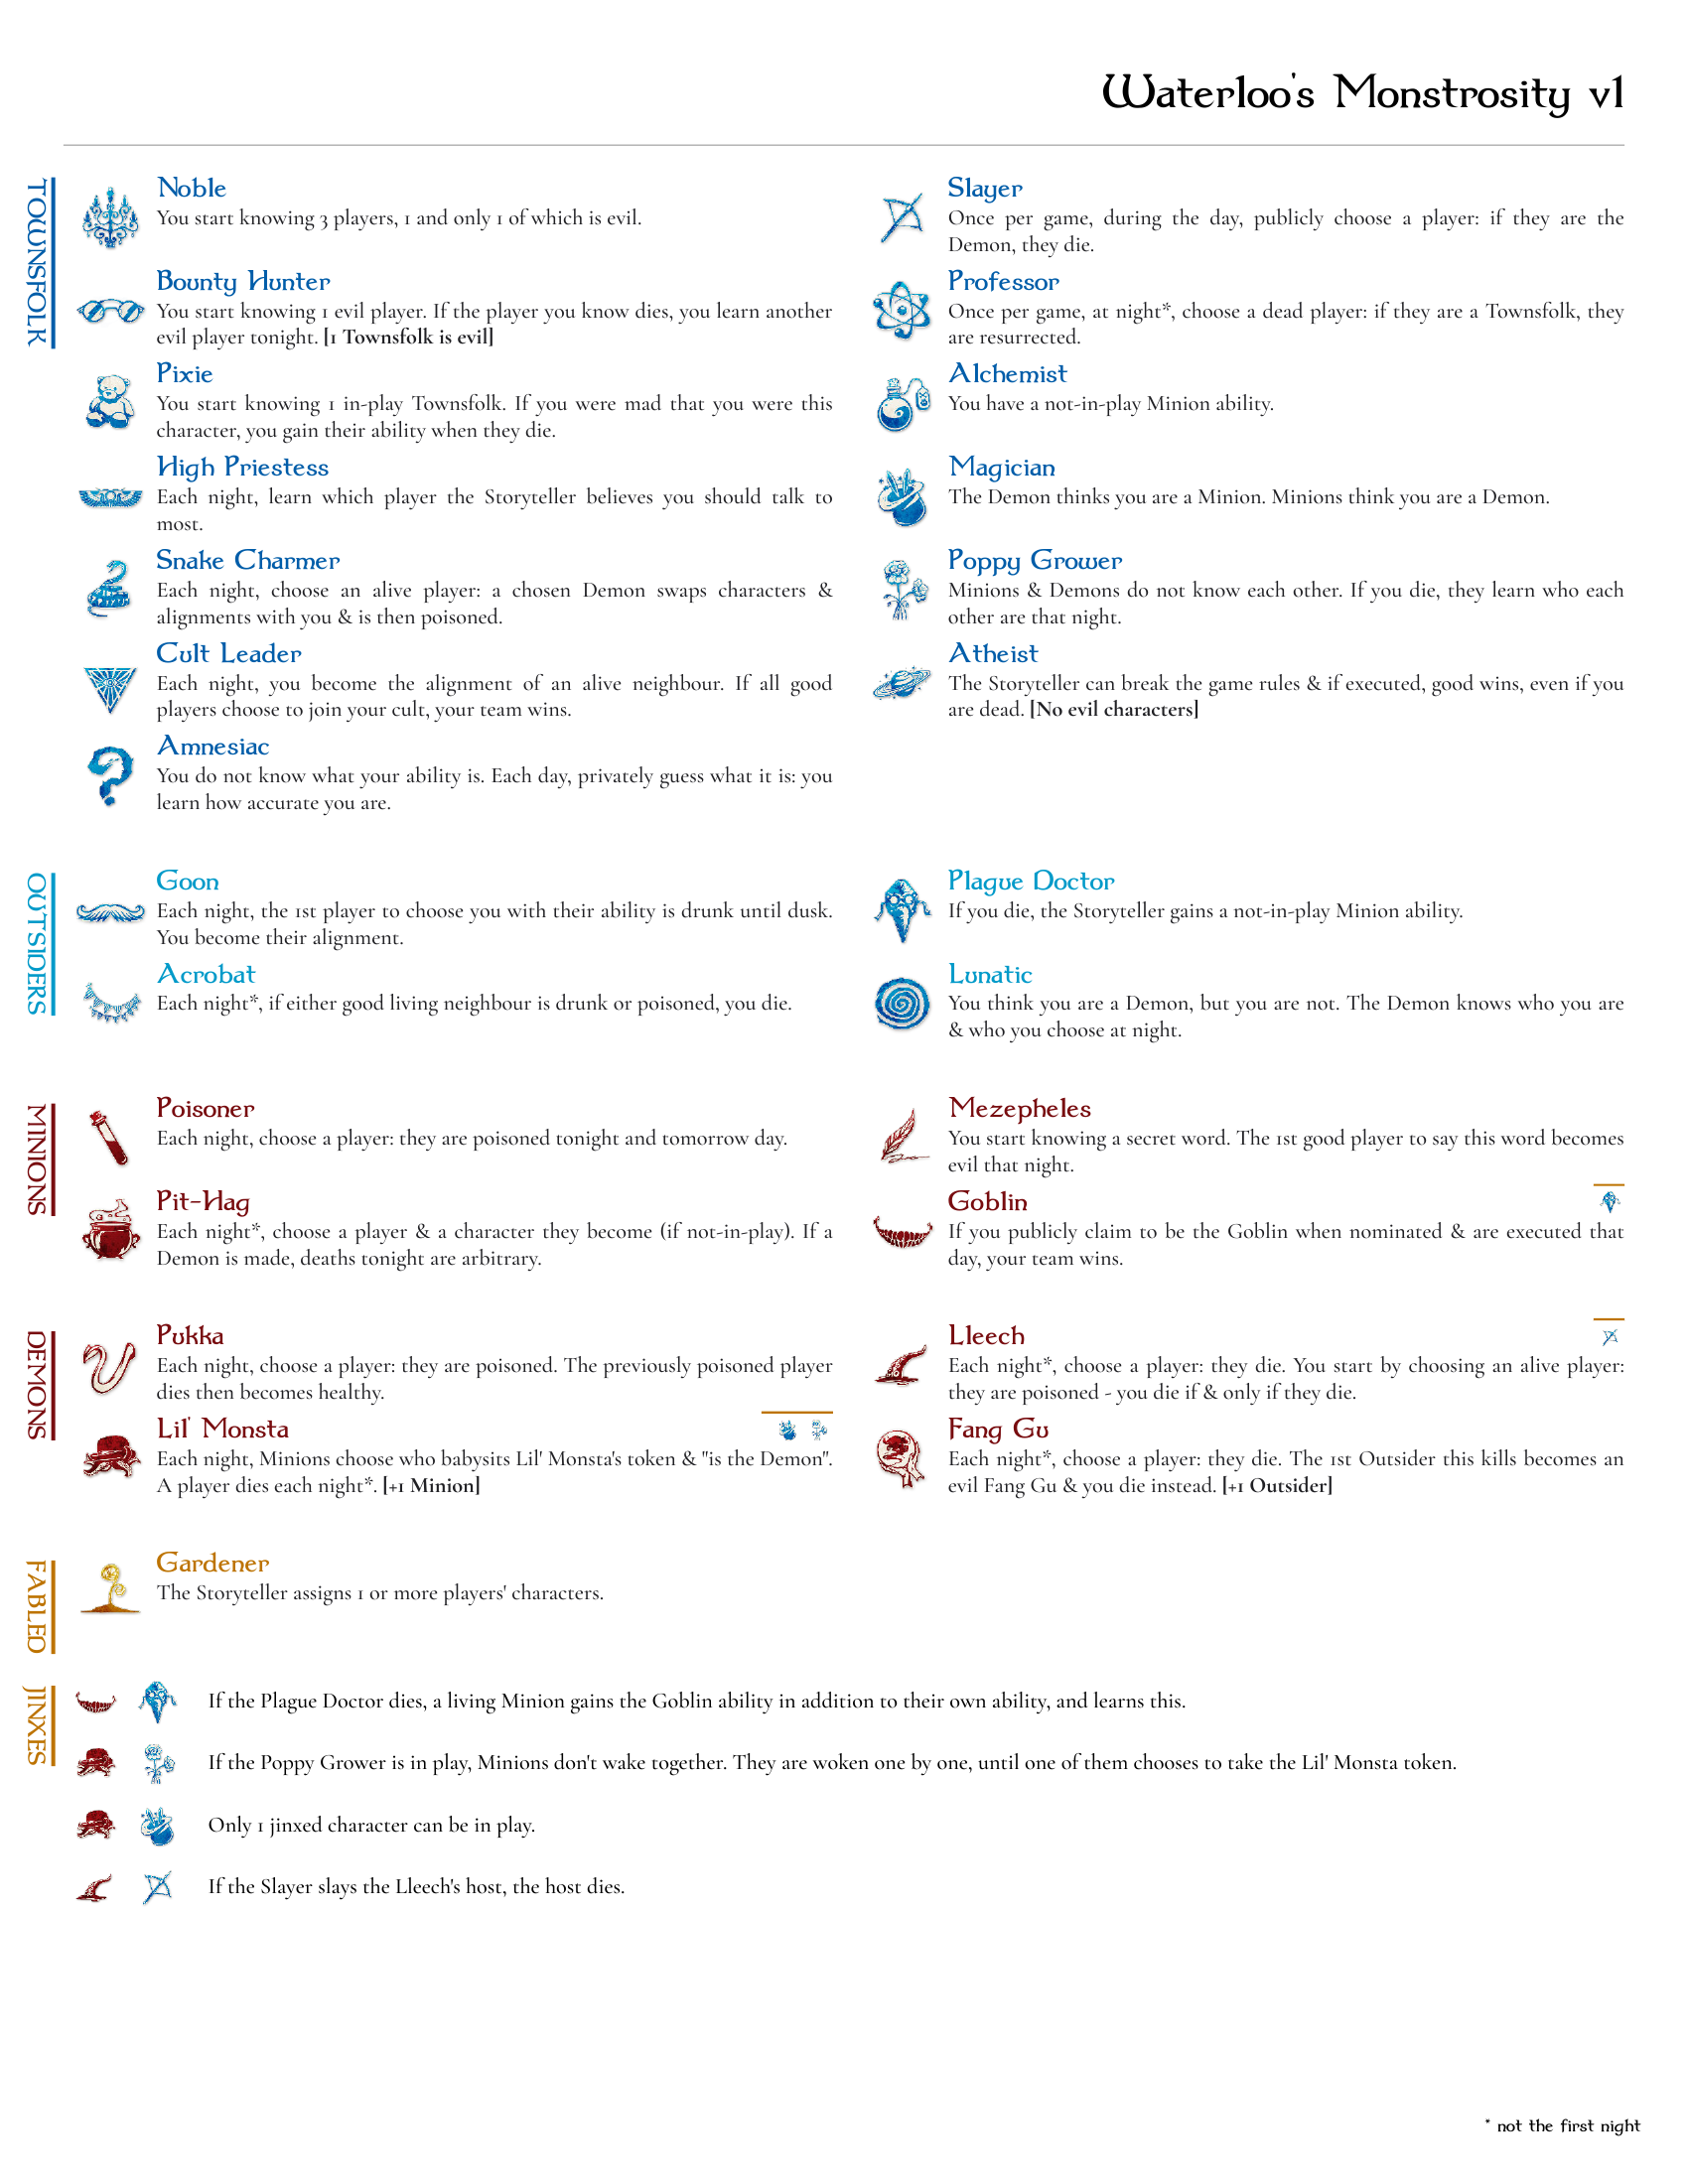 Waterloo's Monstrosity v1
TOWNSFOLK
Noble
You start knowing 3 players, 1 and only 1 of which is evil.
Bounty Hunter
You start knowing 1 evil player. If the player you know dies, you learn another
evil player tonight. [1 Townsfolk is evil]
Pixie
You start knowing 1 in-play Townsfolk. If you were mad that you were this
character, you gain their ability when they die.
High Priestess
Each night, learn which player the Storyteller believes you should talk to
most.
Snake Charmer
Each night, choose an alive player: a chosen Demon swaps characters &
alignments with you & is then poisoned.
Cult Leader
Each night, you become the alignment of an alive neighbour. If all good
players choose to join your cult, your team wins.
Amnesiac
You do not know what your ability is. Each day, privately guess what it is: you
learn how accurate you are.
Slayer
Once per game, during the day, publicly choose a player: if they are the
Demon, they die.
Professor
Once per game, at night*, choose a dead player: if they are a Townsfolk, they
are resurrected.
Alchemist
You have a not-in-play Minion ability.
Magician
The Demon thinks you are a Minion. Minions think you are a Demon.
Poppy Grower
Minions & Demons do not know each other. If you die, they learn who each
other are that night.
Atheist
The Storyteller can break the game rules & if executed, good wins, even if you
are dead. [No evil characters]
OUTSIDERS
Goon
Each night, the 1st player to choose you with their ability is drunk until dusk.
You become their alignment.
Acrobat
Each night*, if either good living neighbour is drunk or poisoned, you die.
Plague Doctor
If you die, the Storyteller gains a not-in-play Minion ability.
Lunatic
You think you are a Demon, but you are not. The Demon knows who you are
& who you choose at night.
MINIONS
Poisoner
Each night, choose a player: they are poisoned tonight and tomorrow day.
Pit-Hag
Each night*, choose a player & a character they become (if not-in-play). If a
Demon is made, deaths tonight are arbitrary.
Mezepheles
You start knowing a secret word. The 1st good player to say this word becomes
evil that night.
Goblin
If you publicly claim to be the Goblin when nominated & are executed that
day, your team wins.
DEMONS
Pukka
Each night, choose a player: they are poisoned. The previously poisoned player
dies then becomes healthy.
Lil' Monsta
Each night, Minions choose who babysits Lil' Monsta's token & "is the Demon".
A player dies each night*. [+1 Minion]
Lleech
Each night*, choose a player: they die. You start by choosing an alive player:
they are poisoned - you die if & only if they die.
Fang Gu
Each night*, choose a player: they die. The 1st Outsider this kills becomes an
evil Fang Gu & you die instead. [+1 Outsider]
FABLED
Gardener
The Storyteller assigns 1 or more players' characters.
JINXES
If the Plague Doctor dies, a living Minion gains the Goblin ability in addition to their own ability, and learns this.
If the Poppy Grower is in play, Minions don't wake together. They are woken one by one, until one of them chooses to take the Lil' Monsta token.
Only 1 jinxed character can be in play.
If the Slayer slays the Lleech's host, the host dies.
* not the first night